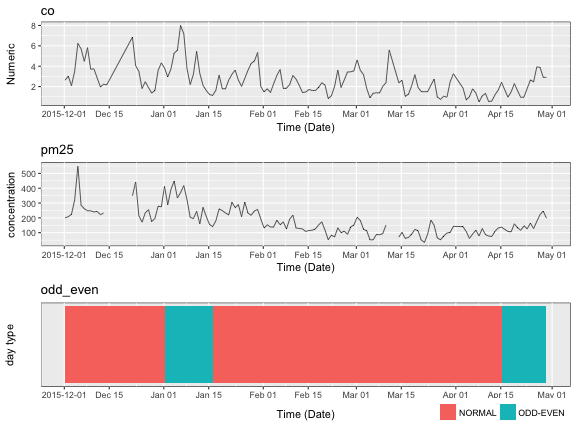 co
Numeric
8
6
4
2
2015-12-01 Dec 15 Jan 01 Jan 15 Feb 01 Feb 15 Mar 01 Mar 15 Apr 01 Apr 15 May 01
Time (Date)
pm25
concentration
500
400
300
200
100
2015-12-01 Dec 15 Jan 01 Jan 15 Feb 01 Feb 15 Mar 01 Mar 15 Apr 01 Apr 15 May 01
Time (Date)
odd_even
day type
2015-12-01 Dec 15 Jan 01 Jan 15 Feb 01 Feb 15 Mar 01 Mar 15 Apr 01 Apr 15 May 01
Time (Date)
NORMAL ODD-EVEN